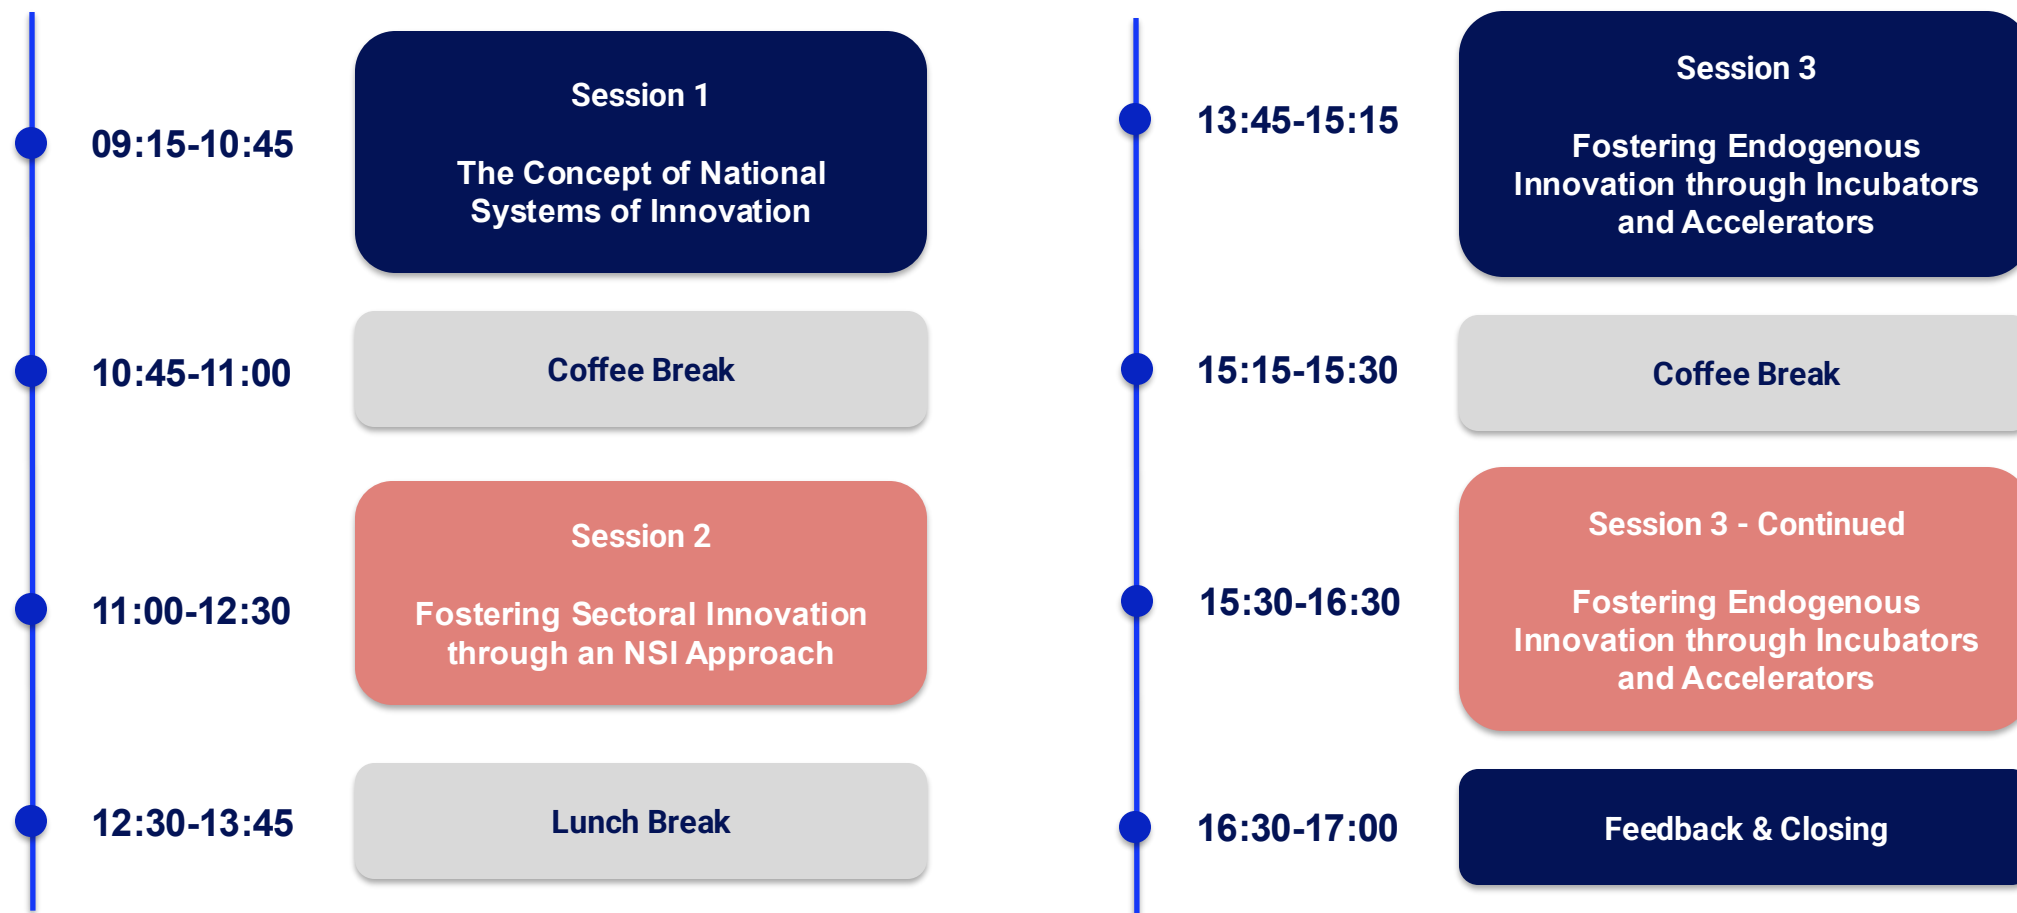 09:15-10:45
Session 1
The Concept of National
Systems of Innovation
10:45-11:00
Coffee Break
11:00-12:30
Session 2
Fostering Sectoral Innovation
through an NSI Approach
12:30-13:45
Lunch Break
13:45-15:15
Session 3
Fostering Endogenous
Innovation through Incubators
and Accelerators
15:15-15:30
Coffee Break
15:30-16:30
Session 3 - Continued
Fostering Endogenous
Innovation through Incubators
and Accelerators
16:30-17:00
Feedback & Closing